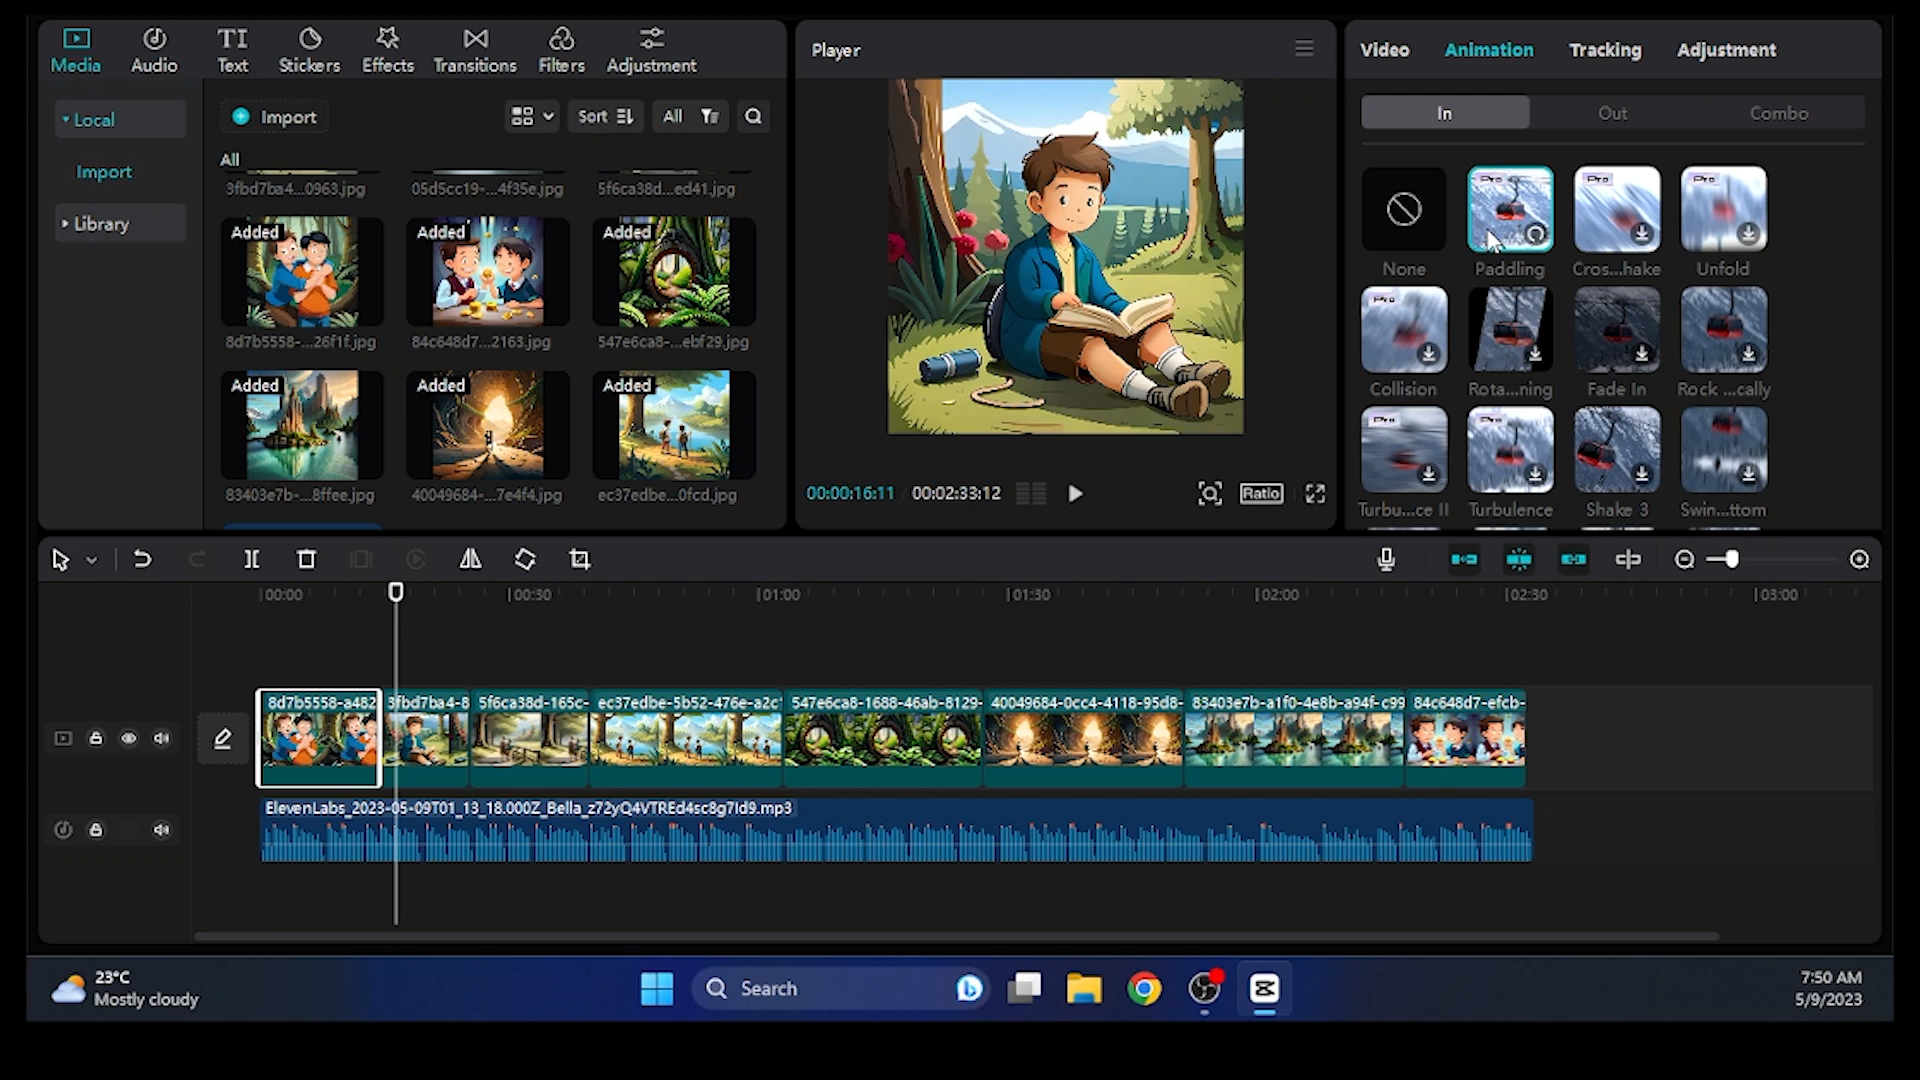 Media
Audio
TI
Text
Stickers
Effects
Transitions
Filters
Adjustment
Local
Import
Library
Import
Sort
All
All
3fbd7ba4...0963.jpg
05d5cc19-...4f35e.jpg
5f6ca38d...ed41.jpg
Added
Added
Added
8d7b5558-...26f1f.jpg
84c648d7...2163.jpg
547e6ca8-...ebf29.jpg
Added
Added
Added
83403e7b-...8ffee.jpg
40049684-...7e4f4.jpg
ec37edbe...0fcd.jpg
Player
00:00:16:11
00:02:33:12
Ratio
Video
Animation
Tracking
Adjustment
In
Out
Combo
Pro
Pro
Pro
None
Paddling
Cros...hake
Unfold
Pro
Collision
Rota...ning
Fade In
Rock ...cally
Pro
Pro
Turbu...ce II
Turbulence
Shake 3
Swin...ttom
00:00
00:30
01:00
01:30
02:00
02:30
03:00
8d7b5558-a482
3fbd7ba4-8
5f6ca38d-165c-
ec37edbe-5b52-476e-a2c
547e6ca8-1688-46ab-8129-
40049684-0cc4-4118-95d8-
83403e7b-a1f0-4e8b-a94f-c99
84c648d7-efcb-
ElevenLabs_2023-05-09T01_13_18.000Z_Bella_z72yQ4VTREd4sc8g7Id9.mp3
23°C
Mostly cloudy
Search
7:50 AM
5/9/2023